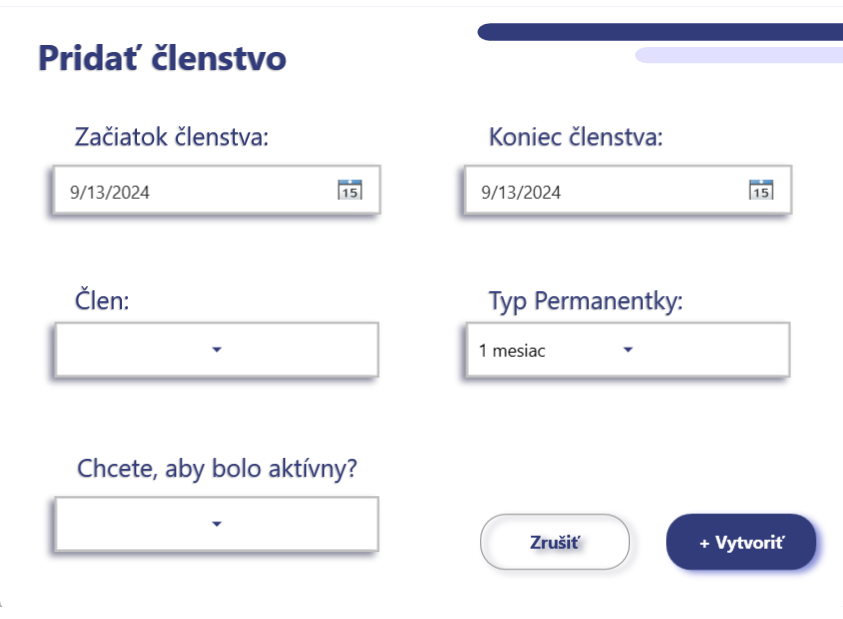 Pridať členstvo
Začiatok členstva:
Koniec členstva:
9/13/2024
15
9/13/2024
15
Člen:
Typ Permanentky:
1 mesiac
Chcete, aby bolo aktívny?
Zrušiť
+ Vytvoriť